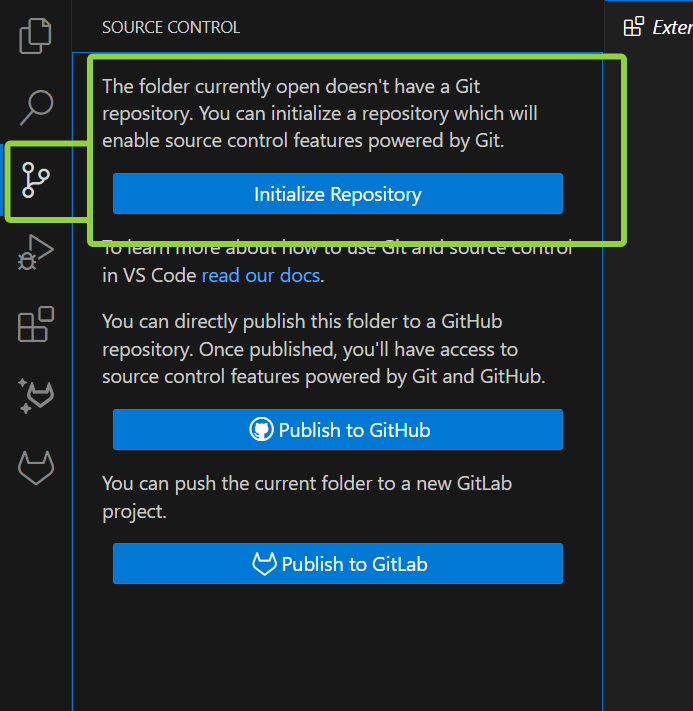 SOURCE CONTROL
Exter
The folder currently open doesn't have a Git
repository. You can initialize a repository which will
enable source control features powered by Git.
Initialize Repository
To learn more about how to use Git and source control
in VS Code read our docs.
You can directly publish this folder to a GitHub
repository. Once published, you'll have access to
source control features powered by Git and GitHub.
Publish to GitHub
You can push the current folder to a new GitLab
project.
Publish to GitLab